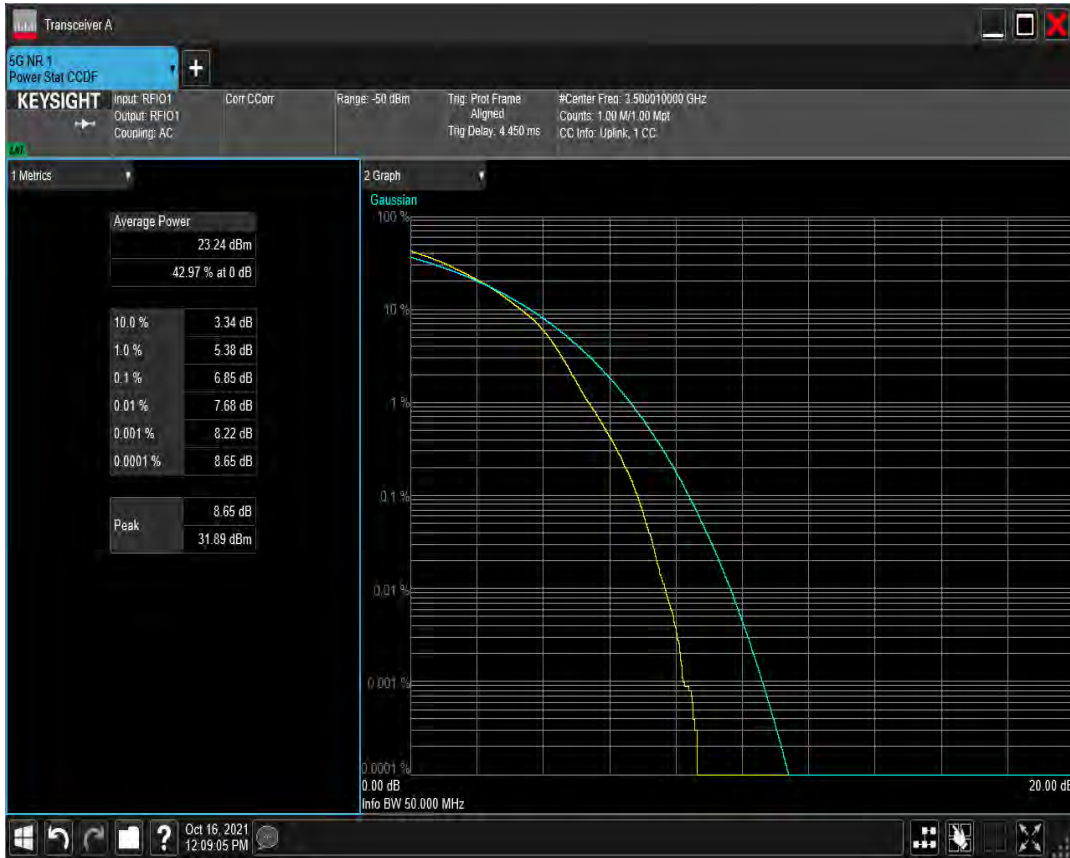 Transceiver A
5G NR 1
Power Stat CCDF
+
KEYSIGHT
Input: RFIO1
Output: RFIO1
Coupling: AC
Corr CCorr
Range: -50 dBm
Trig: Prot Frame
Aligned
Trig Delay: 4.450 ms
#Center Freq: 3.500010000 GHz
Counts: 1.00 M/1.00 Mpt
CC Info: Uplink, 1 CC
1 Metrics
Average Power
23.24 dBm
42.97 % at 0 dB
10.0 % 3.34 dB
1.0 % 5.38 dB
0.1 % 6.85 dB
0.01 % 7.68 dB
0.001 % 8.22 dB
0.0001 % 8.65 dB
Peak
8.65 dB
31.89 dBm
2 Graph
Gaussian
100 %
10 %
1 %
0.1 %
0.01 %
0.001 %
0.0001 %
0.00 dB
20.00 dB
Info BW 50.000 MHz
?
Oct 16, 2021
12:09:05 PM